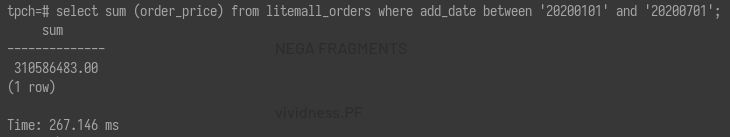 tpch=# select sum (order_price) from litemall_orders where add_date between '20200101' and '20200701';
sum
--------------
310586483.00
(1 row)
NEGA FRAGMENTS
vividness.PF
Time: 267.146 ms